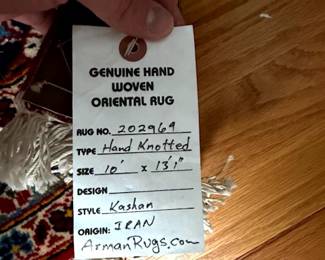 GENUINE HAND
WOVEN
ORIENTAL RUG
RUG NO. 202969
TYPE Hand Knotted
SIZE 10' x 13'1"
DESIGN
STYLE Kashan
ORIGIN: IRAN
ArmanRugs.com